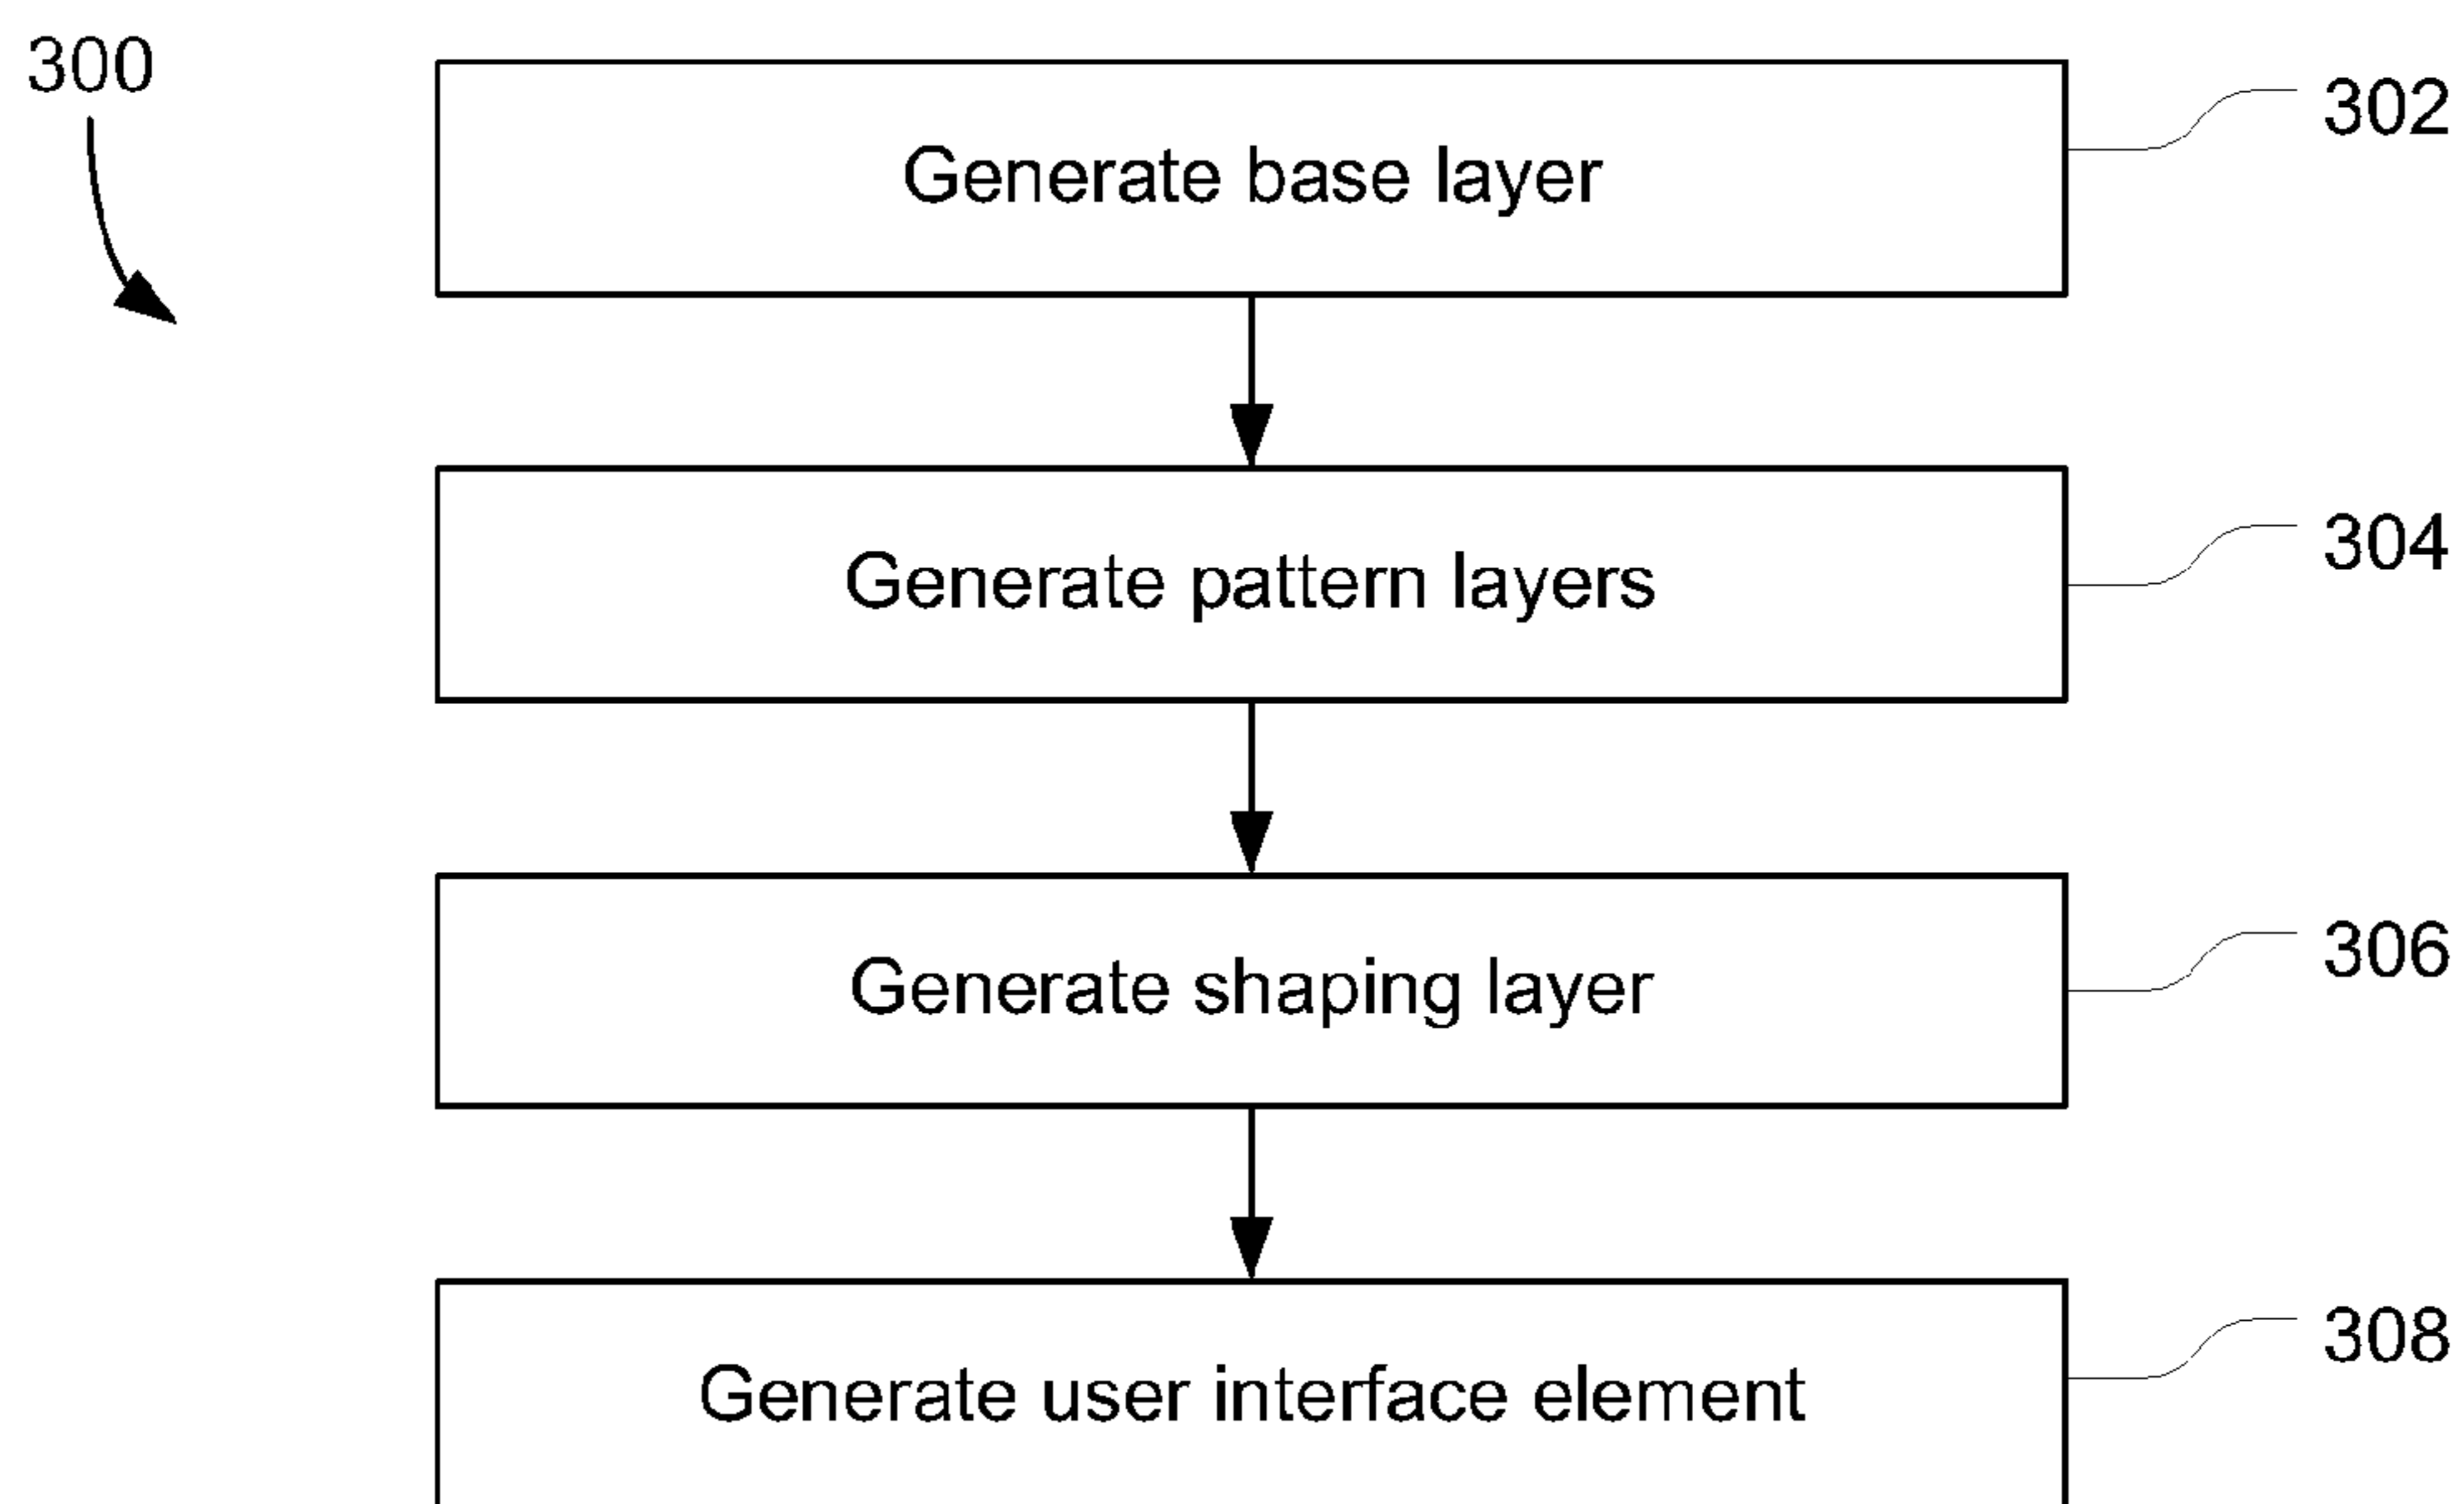 300
Generate base layer
302
Generate pattern layers
304
Generate shaping layer
306
Generate user interface element
308